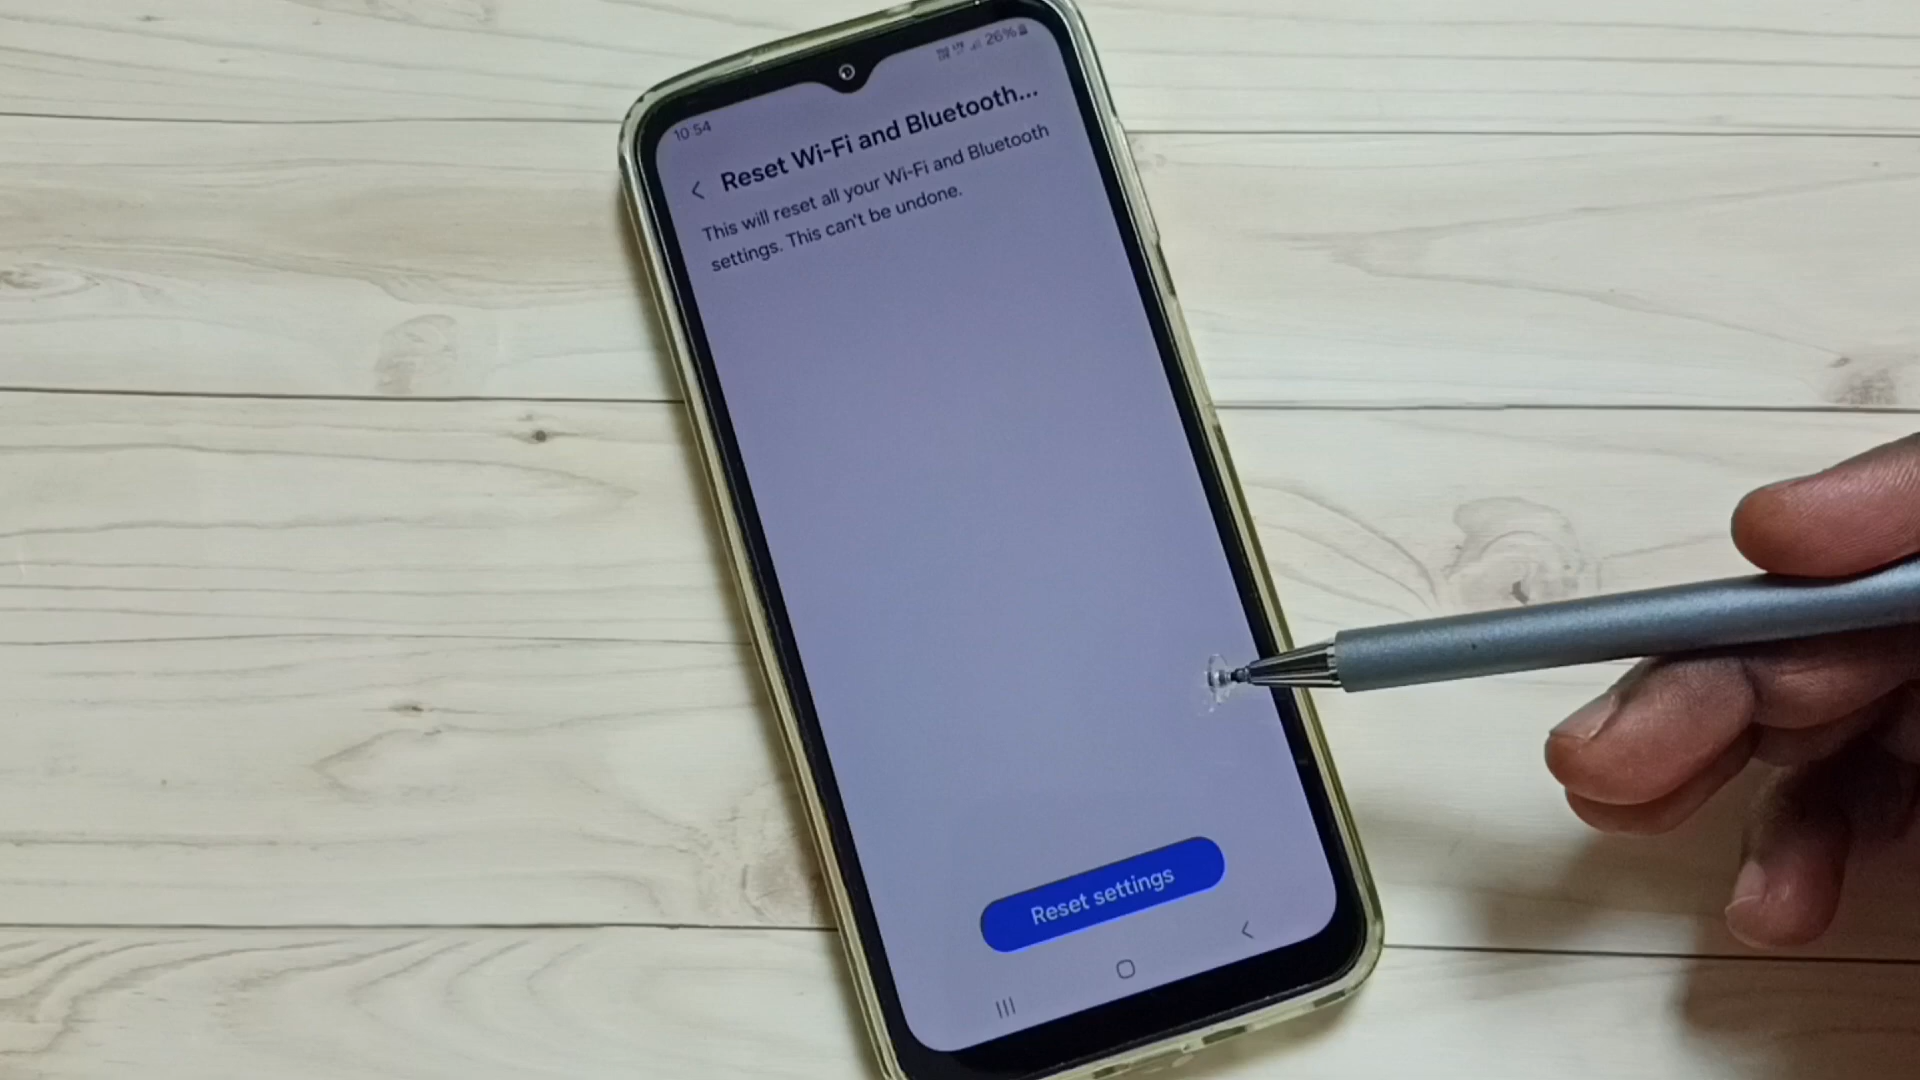 10:54
26%
Reset Wi-Fi and Bluetooth...
This will reset all your Wi-Fi and Bluetooth
settings. This can't be undone.
Reset settings